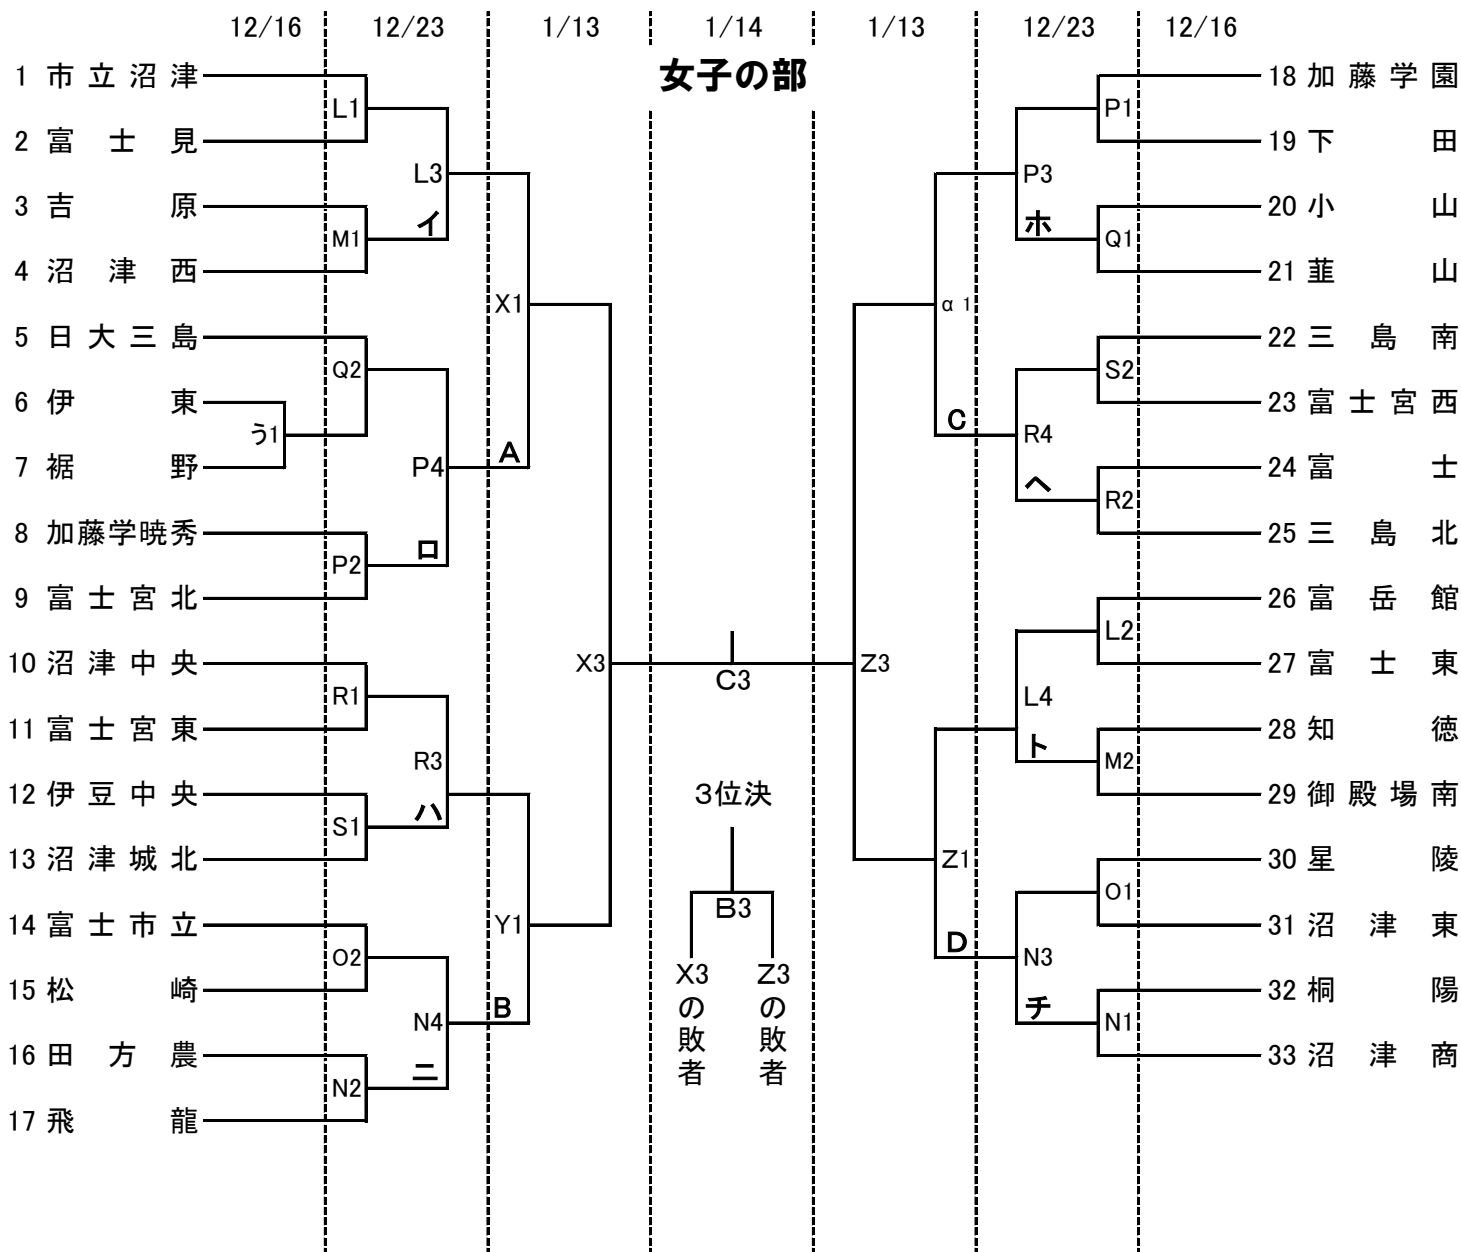 12/16 12/23 1/13 1/14 1/13 12/23 12/16
女子の部
1 市立沼津
2 富士見
3 吉原
4 沼津西
5 日大三島
6 伊東
7 裾野
8 加藤学暁秀
9 富士宮北
10 沼津中央
11 富士宮東
12 伊豆中央
13 沼津城北
14 富士市立
15 松崎
16 田方農
17 飛龍
L1
M1
Q2
う1
P2
R1
S1
O2
N2
L3
イ
P4
ロ
R3
ハ
N4
ニ
X1
A
Y1
B
X3
C3
3位決
B3
X3の敗者
Z3の敗者
Z3
α1
C
Z1
D
P3
ホ
R4
ヘ
L4
ト
N3
チ
P1
Q1
S2
R2
L2
M2
O1
N1
18 加藤学園
19 下田
20 小山
21 韮山
22 三島南
23 富士宮西
24 富士
25 三島北
26 富岳館
27 富士東
28 知徳
29 御殿場南
30 星陵
31 沼津東
32 桐陽
33 沼津商